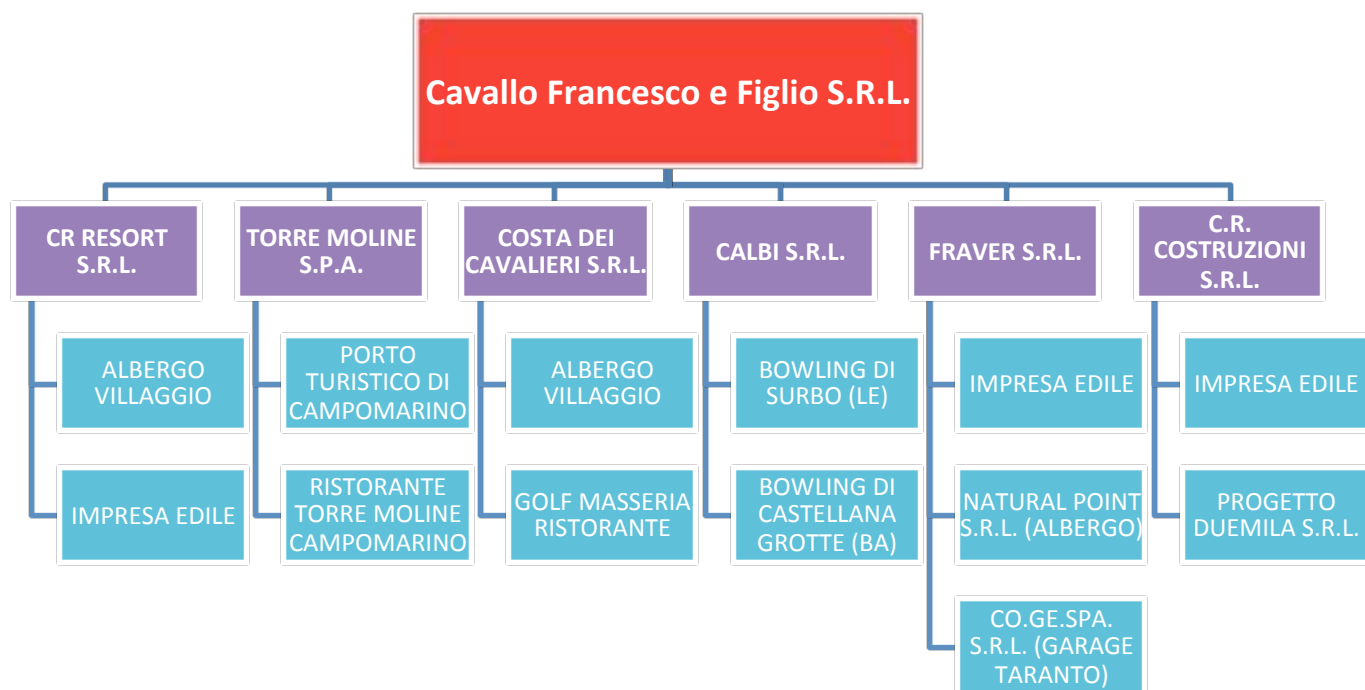 Cavallo Francesco e Figlio S.R.L.
CR RESORT
S.R.L.
TORRE MOLINE
S.P.A.
COSTA DEI
CAVALIERI S.R.L.
CALBI S.R.L.
FRAVER S.R.L.
C.R.
COSTRUZIONI
S.R.L.
ALBERGO
VILLAGGIO
PORTO
TURISTICO DI
CAMPOMARINO
ALBERGO
VILLAGGIO
BOWLING DI
SURBO (LE)
IMPRESA EDILE
IMPRESA EDILE
IMPRESA EDILE
RISTORANTE
TORRE MOLINE
CAMPOMARINO
GOLF MASSERIA
RISTORANTE
BOWLING DI
CASTELLANA
GROTTE (BA)
NATURAL POINT
S.R.L. (ALBERGO)
PROGETTO
DUEMILA S.R.L.
CO.GE.SPA.
S.R.L. (GARAGE
TARANTO)